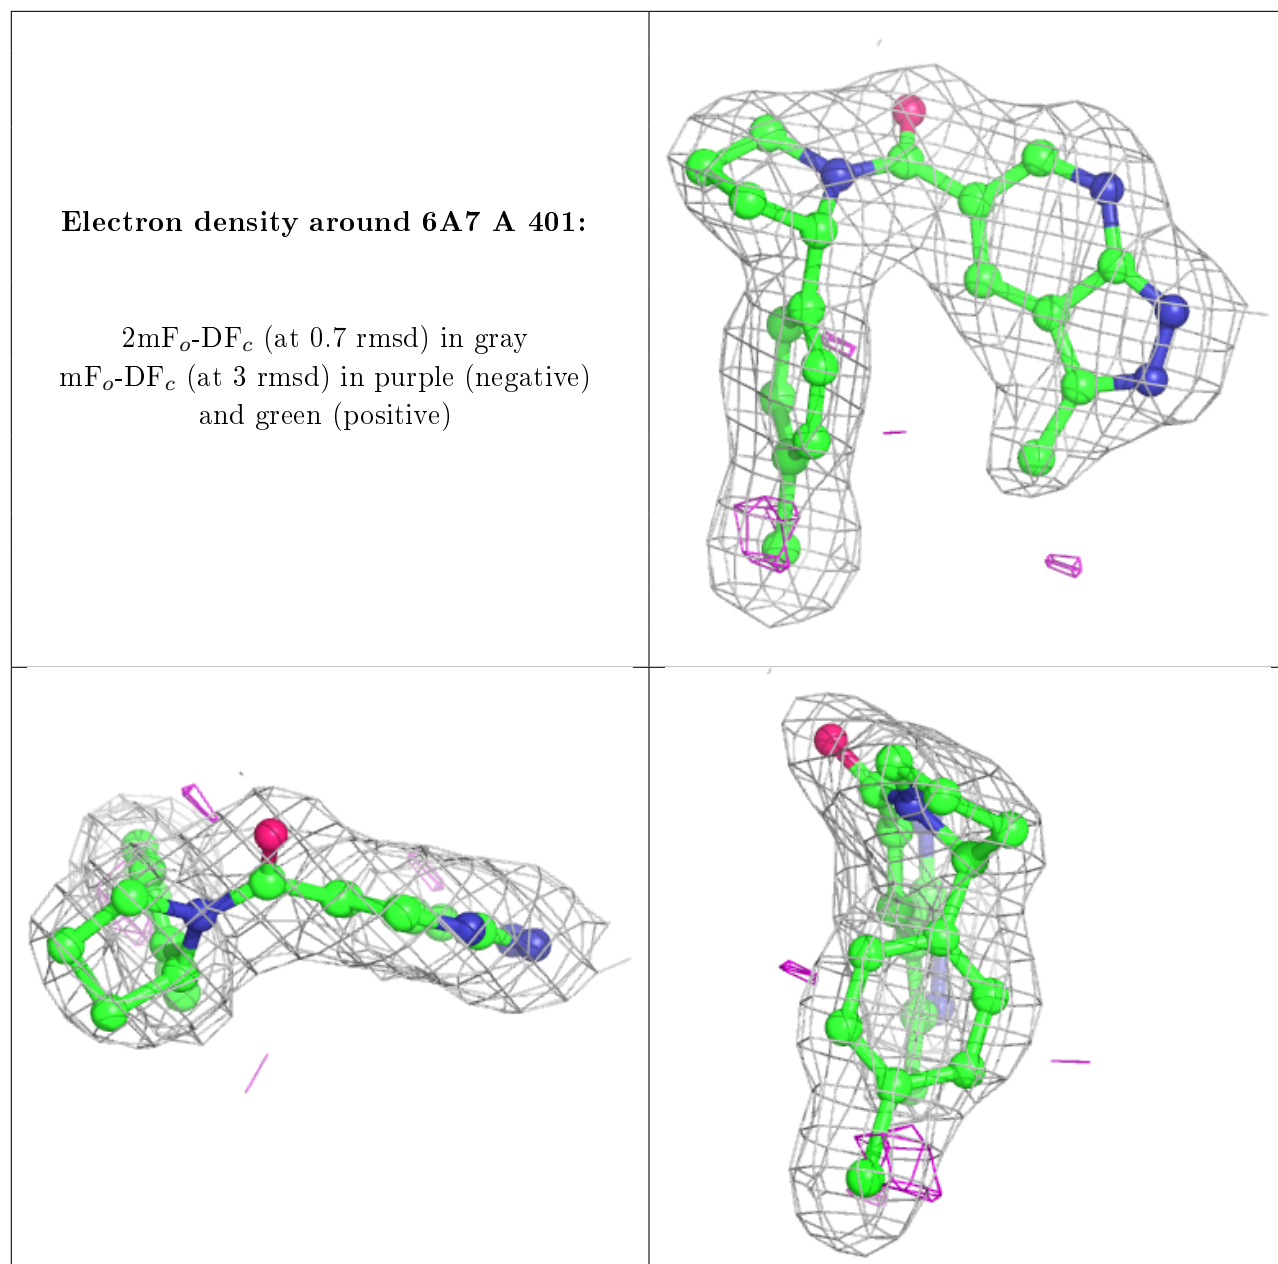 Electron density around 6A7 A 401:
2mFₒ-DF𝒸 (at 0.7 rmsd) in gray
mFₒ-DF𝒸 (at 3 rmsd) in purple (negative)
and green (positive)